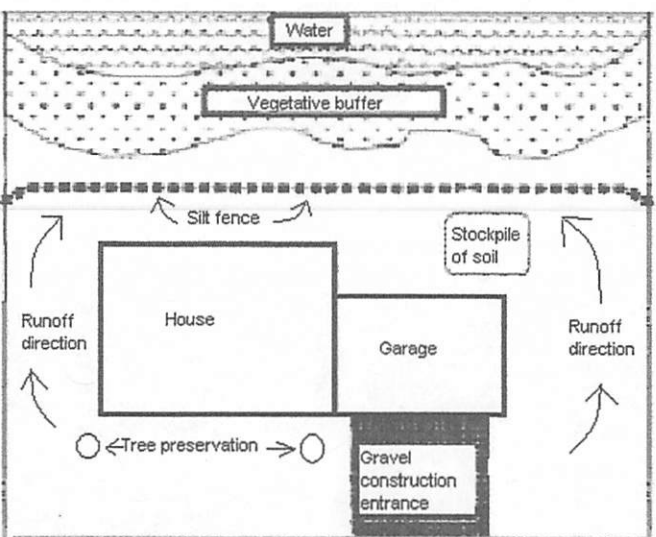 Water
Vegetative buffer
Silt fence
Stockpile
of soil
Runoff
direction
House
Garage
Runoff
direction
Tree preservation
Gravel
construction
entrance